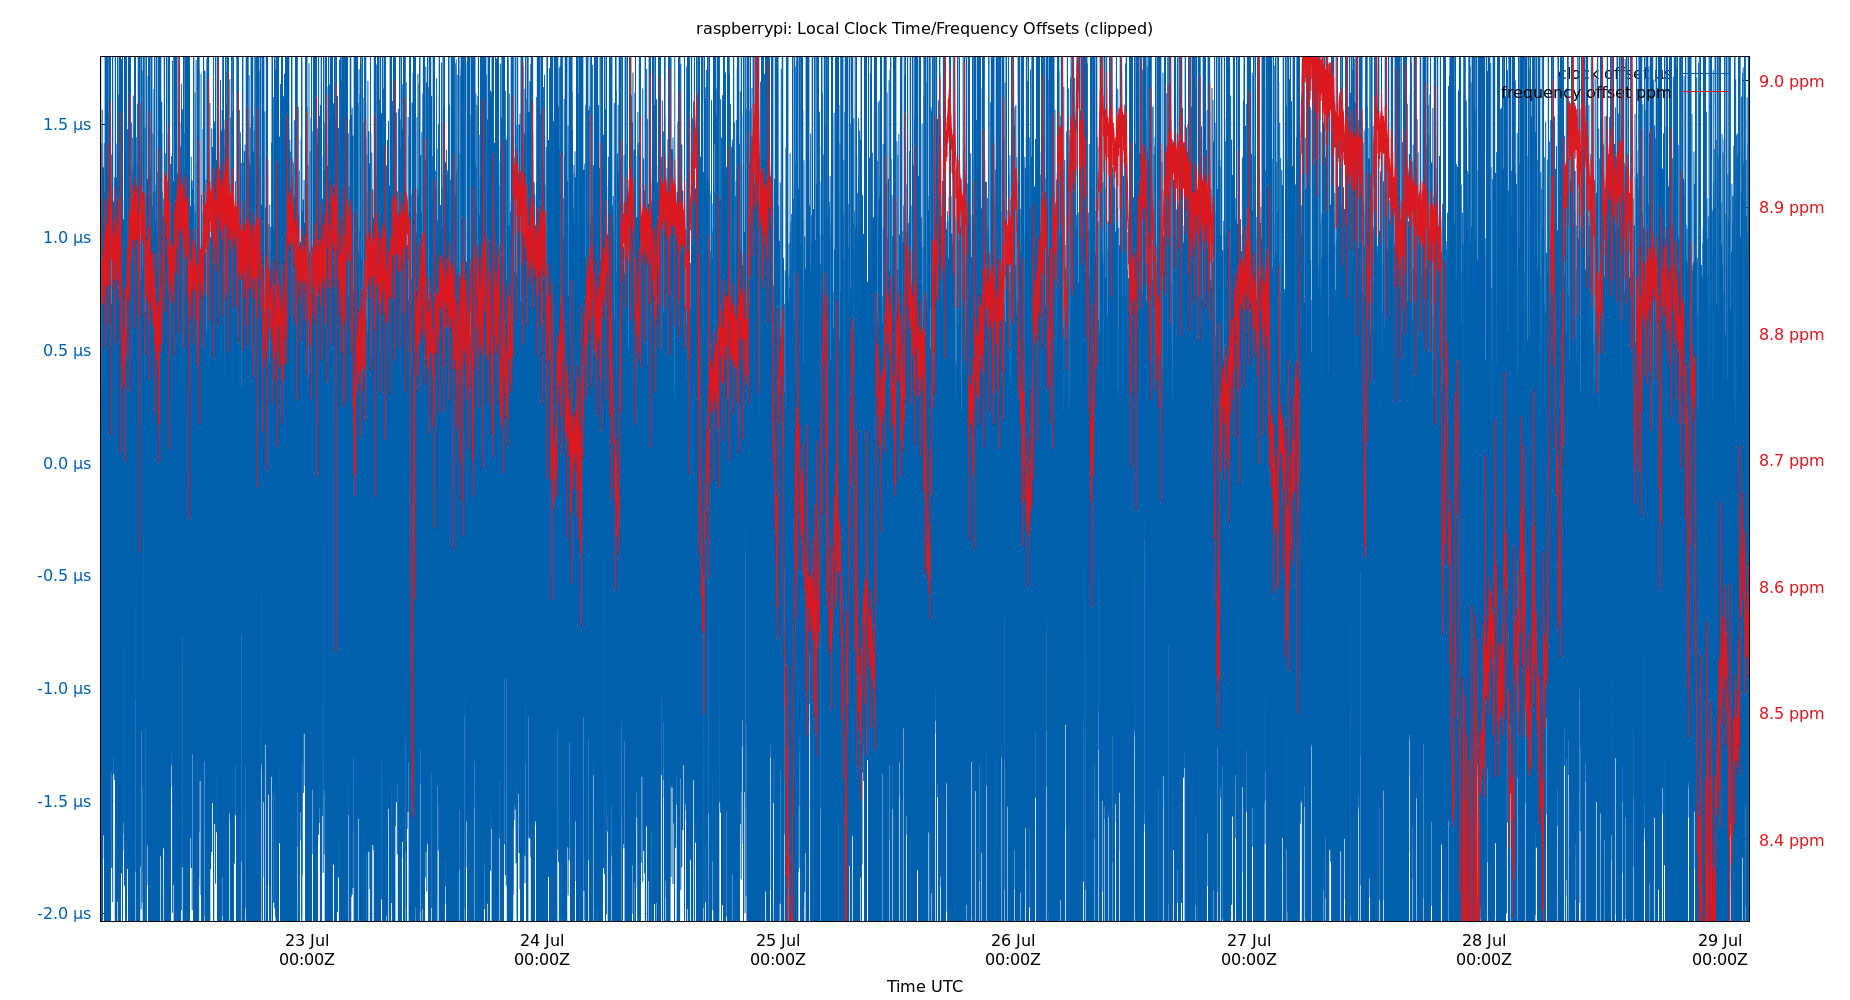 raspberrypi: Local Clock Time/Frequency Offsets (clipped)
clock offset µs
frequency offset ppm
1.5 µs
1.0 µs
0.5 µs
0.0 µs
-0.5 µs
-1.0 µs
-1.5 µs
-2.0 µs
9.0 ppm
8.9 ppm
8.8 ppm
8.7 ppm
8.6 ppm
8.5 ppm
8.4 ppm
23 Jul
00:00Z
24 Jul
00:00Z
25 Jul
00:00Z
26 Jul
00:00Z
27 Jul
00:00Z
28 Jul
00:00Z
29 Jul
00:00Z
Time UTC